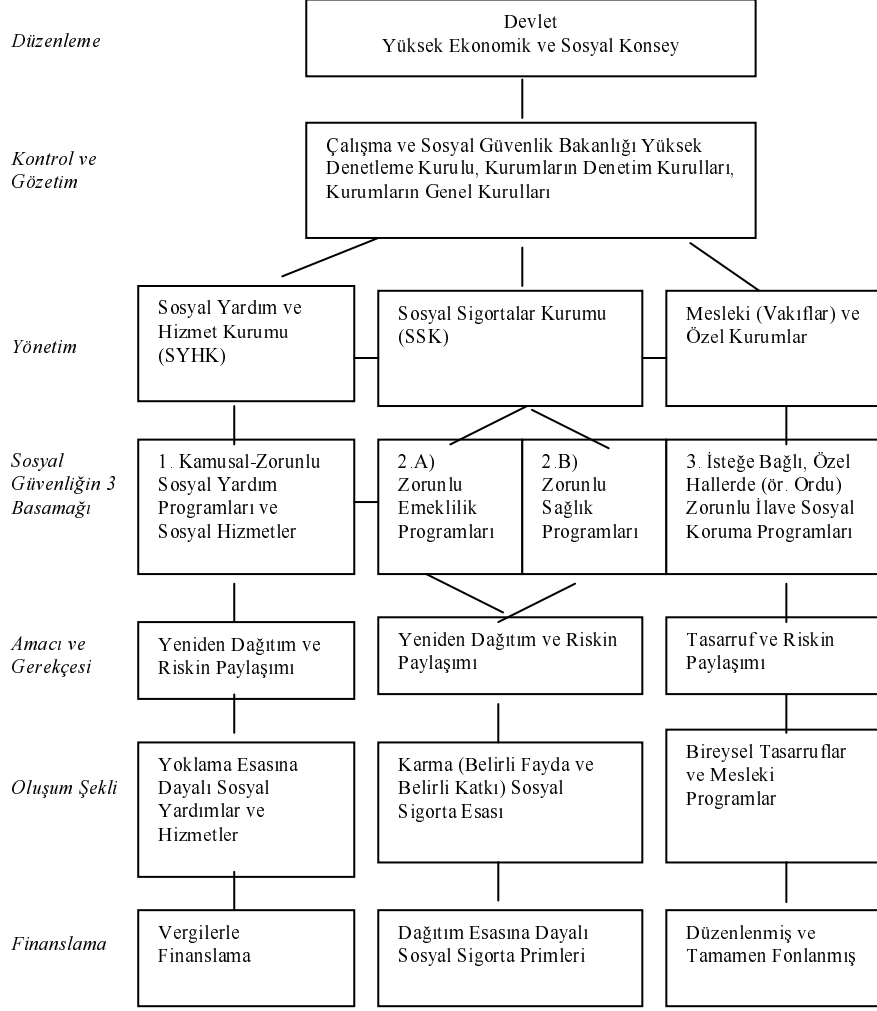 Düzenleme
Devlet
Yüksek Ekonomik ve Sosyal Konsey
Kontrol ve
Gözetim
Çalışma ve Sosyal Güvenlik Bakanlığı Yüksek
Denetleme Kurulu, Kurumların Denetim Kurulları,
Kurumların Genel Kurulları
Yönetim
Sosyal Yardım ve
Hizmet Kurumu
(SYHK)
Sosyal Sigortalar Kurumu
(SSK)
Mesleki (Vakıflar) ve
Özel Kurumlar
Sosyal
Güvenliğin 3
Basamağı
1. Kamusal-Zorunlu
Sosyal Yardım
Programları ve
Sosyal Hizmetler
2.A)
Zorunlu
Emeklilik
Programları
2.B)
Zorunlu
Sağlık
Programları
3. İsteğe Bağlı, Özel
Hallerde (ör. Ordu)
Zorunlu İlave Sosyal
Koruma Programları
Amacı ve
Gerekçesi
Yeniden Dağıtım ve
Riskin Paylaşımı
Yeniden Dağıtım ve Riskin
Paylaşımı
Tasarruf ve Riskin
Paylaşımı
Oluşum Şekli
Yoklama Esasına
Dayalı Sosyal
Yardımlar ve
Hizmetler
Karma (Belirli Fayda ve
Belirli Katkı) Sosyal
Sigorta Esası
Bireysel Tasarruflar
ve Mesleki
Programlar
Finanslama
Vergilerle
Finanslama
Dağıtım Esasına Dayalı
Sosyal Sigorta Primleri
Düzenlenmiş ve
Tamamen Fonlanmış